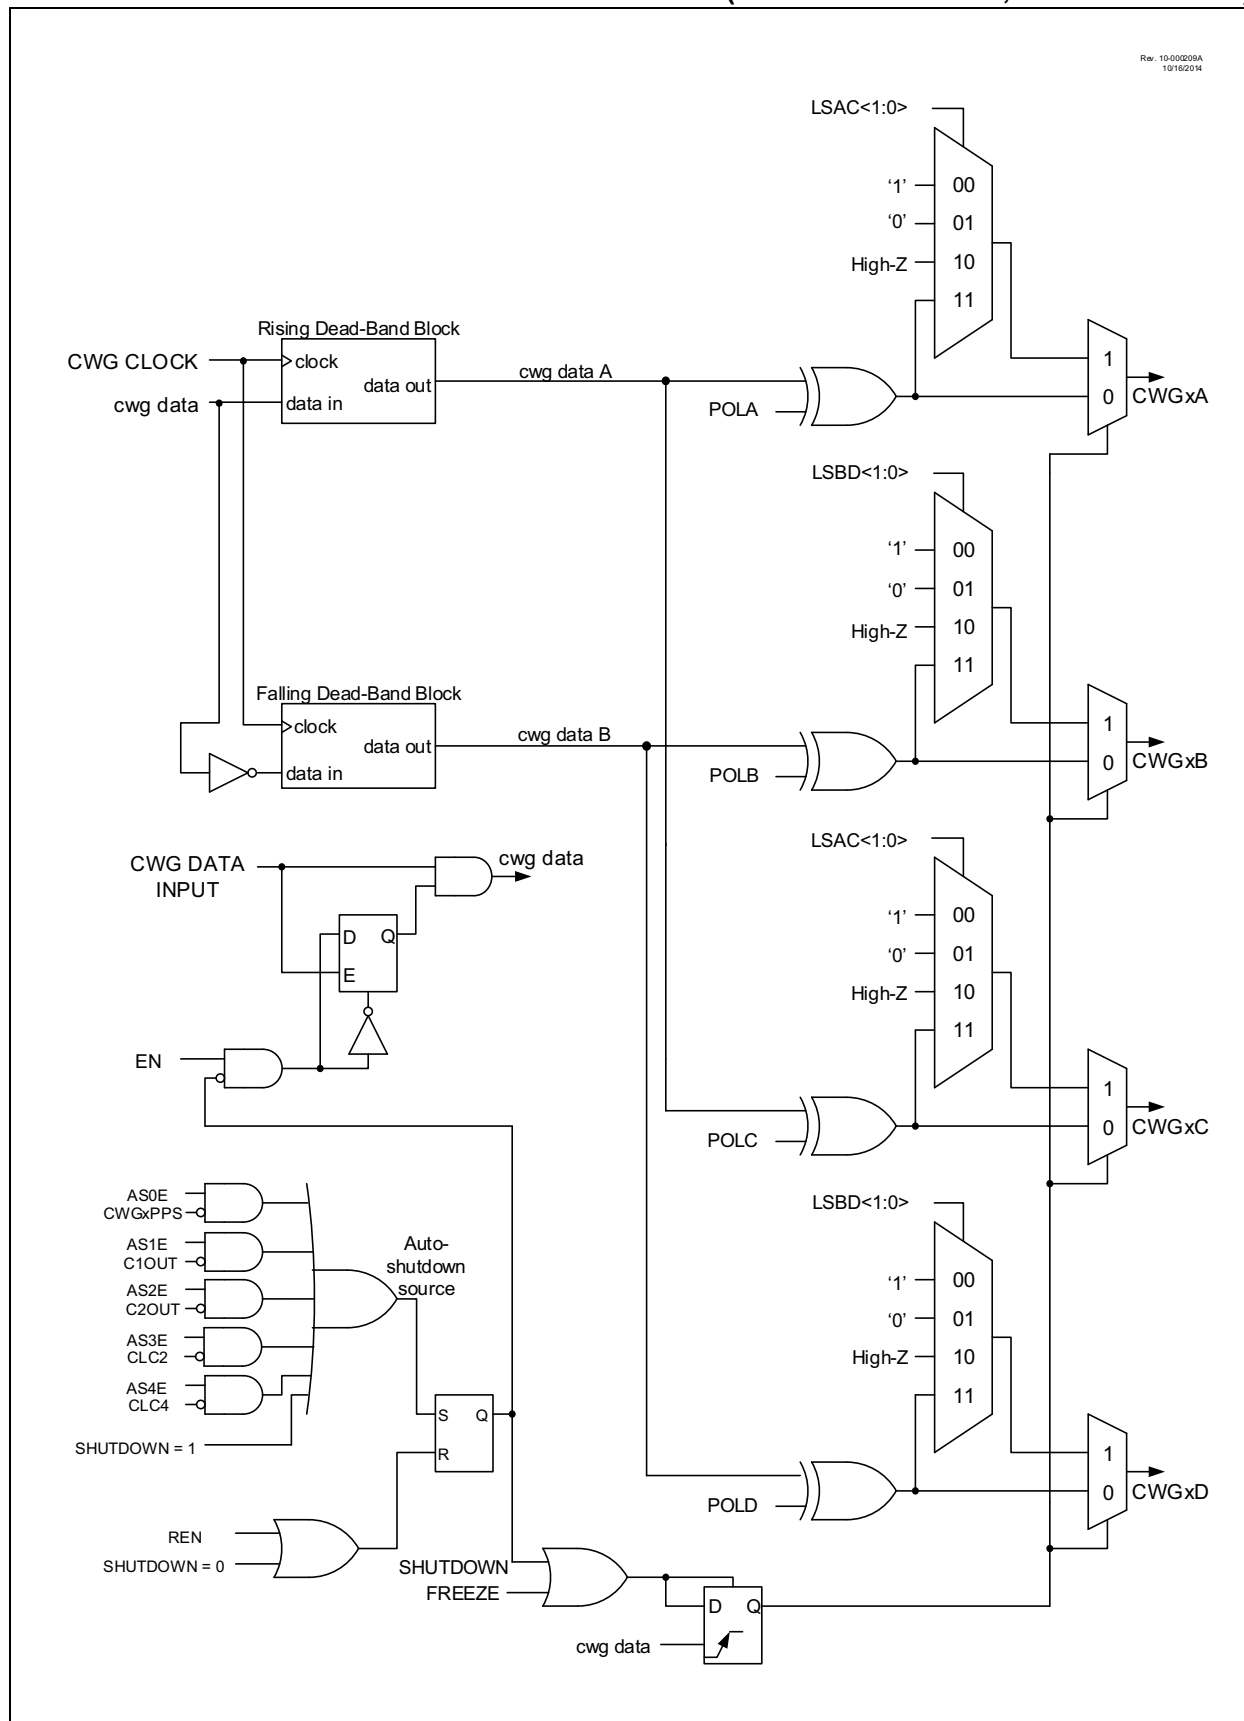 Rev. 10-000209A
10/16/2014
LSAC<1:0>
‘1’
00
‘0’
01
High-Z
10
11
Rising Dead-Band Block
CWG CLOCK
clock
data out
cwg data
data in
cwg data A
POLA
1
0
CWGxA
LSBD<1:0>
‘1’
00
‘0’
01
High-Z
10
11
Falling Dead-Band Block
clock
data out
data in
cwg data B
POLB
1
0
CWGxB
CWG DATA
INPUT
cwg data
D
Q
E
EN
LSAC<1:0>
‘1’
00
‘0’
01
High-Z
10
11
POLC
1
0
CWGxC
AS0E
CWGxPPS
AS1E
C1OUT
AS2E
C2OUT
AS3E
CLC2
AS4E
CLC4
SHUTDOWN = 1
Auto-
shutdown
source
S
Q
R
REN
SHUTDOWN = 0
LSBD<1:0>
‘1’
00
‘0’
01
High-Z
10
11
POLD
1
0
CWGxD
SHUTDOWN
FREEZE
D
Q
cwg data